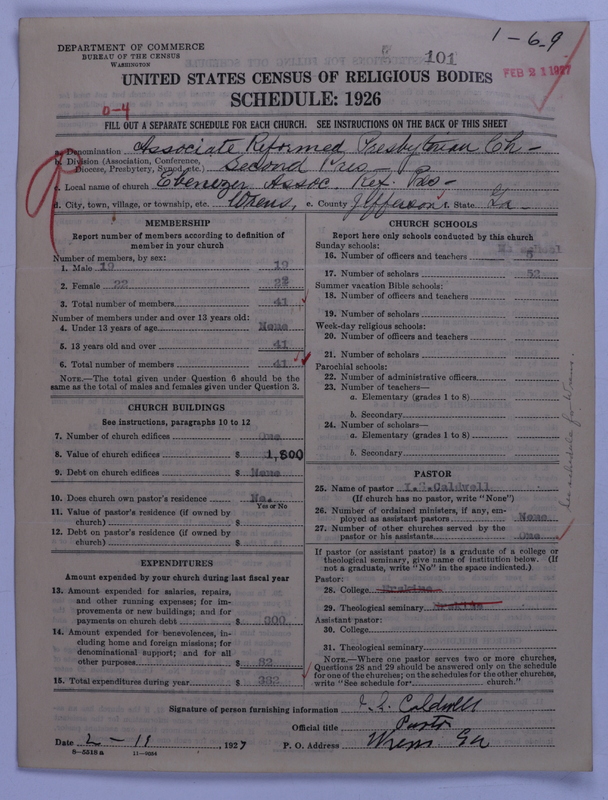 1-6-9
DEPARTMENT OF COMMERCE
BUREAU OF THE CENSUS
WASHINGTON
101
FEB 21 1927
UNITED STATES CENSUS OF RELIGIOUS BODIES
SCHEDULE: 1926
0-4
FILL OUT A SEPARATE SCHEDULE FOR EACH CHURCH. SEE INSTRUCTIONS ON THE BACK OF THIS SHEET
a. Denomination Associate Reformed Presbyterian Ch-
b. Division (Association, Conference, Diocese, Presbytery, Synod, etc.) Second Pres-
c. Local name of church Ebenezer Assoc. Ref. Pres-
d. City, town, village, or township, etc. Wrens, e. County Jefferson f. State Ga-
MEMBERSHIP
Report number of members according to definition of member in your church
Number of members, by sex:
1. Male 19 19
2. Female 22 22
3. Total number of members 41
Number of members under and over 13 years old:
4. Under 13 years of age None
5. 13 years old and over 41
6. Total number of members 41
NOTE.—The total given under Question 6 should be the same as the total of males and females given under Question 3.
CHURCH BUILDINGS
See instructions, paragraphs 10 to 12
7. Number of church edifices One
8. Value of church edifices $ 1,800
9. Debt on church edifices $ None
10. Does church own pastor's residence No.
Yes or No
11. Value of pastor's residence (if owned by church) $
12. Debt on pastor's residence (if owned by church) $
EXPENDITURES
Amount expended by your church during last fiscal year
13. Amount expended for salaries, repairs, and other running expenses; for improvements or new buildings; and for payments on church debt $ 300
14. Amount expended for benevolences, including home and foreign missions; for denominational support; and for all other purposes $ 82
15. Total expenditures during year $ 382
CHURCH SCHOOLS
Report here only schools conducted by this church
Sunday schools:
16. Number of officers and teachers 6
17. Number of scholars 52
Summer vacation Bible schools:
18. Number of officers and teachers
19. Number of scholars
Week-day religious schools:
20. Number of officers and teachers
21. Number of scholars
Parochial schools:
22. Number of administrative officers
23. Number of teachers—
a. Elementary (grades 1 to 8)
b. Secondary
24. Number of scholars—
a. Elementary (grades 1 to 8)
b. Secondary
See schedule for Wrens.
PASTOR
25. Name of pastor I.S.Caldwell
(If church has no pastor, write "None")
26. Number of ordained ministers, if any, employed as assistant pastors None
27. Number of other churches served by the pastor or his assistants One
If pastor (or assistant pastor) is a graduate of a college or theological seminary, give name of institution below. (If not a graduate, write "No" in the space indicated.)
Pastor:
28. College Erskine
29. Theological seminary Erskine
Assistant pastor:
30. College
31. Theological seminary
NOTE.—Where one pastor serves two or more churches, Questions 28 and 29 should be answered only on the schedule for one of the churches; on the schedules for the other churches, write "See schedule for church."
Signature of person furnishing information I. S. Caldwell
Official title Pastor
Date 2-19 1927 P. O. Address Wrens Ga
8-5518a 11-9034